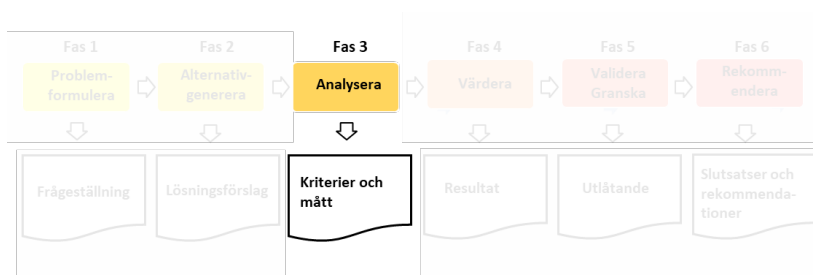 Fas 1
Fas 2
Fas 3
Fas 4
Fas 5
Fas 6
Problem-
formulera
Alternativ-
generera
Analysera
Värdera
Validera
Granska
Rekomm-
endera
Frågeställning
Lösningsförslag
Kriterier och
mått
Resultat
Utlåtande
Slutsatser och
rekommenda-
tioner